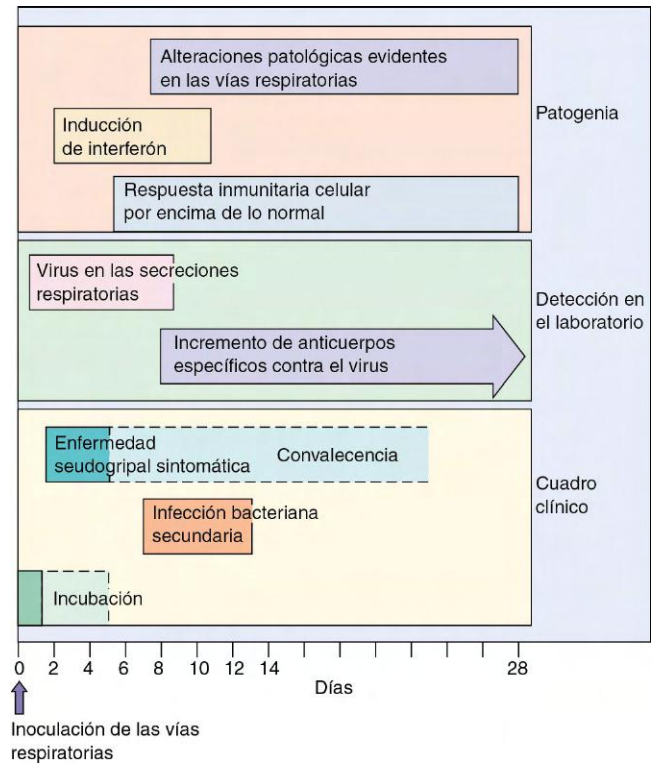 Alteraciones patológicas evidentes
en las vías respiratorias
Patogenia
Inducción
de interferón
Respuesta inmunitaria celular
por encima de lo normal
Virus en las secreciones
respiratorias
Detección en
el laboratorio
Incremento de anticuerpos
específicos contra el virus
Enfermedad
seudogripal sintomática
Convalecencia
Cuadro
clínico
Infección bacteriana
secundaria
Incubación
0 2 4 6 8 10 12 14 28
Días
Inoculación de las vías
respiratorias